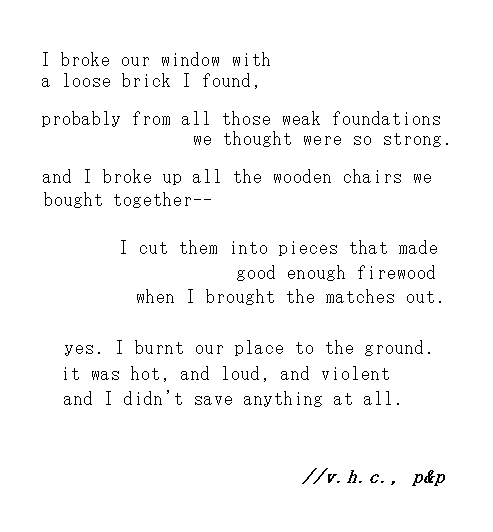 I broke our window with
a loose brick I found,
probably from all those weak foundations
we thought were so strong.
and I broke up all the wooden chairs we
bought together--
I cut them into pieces that made
good enough firewood
when I brought the matches out.
yes. I burnt our place to the ground.
it was hot, and loud, and violent
and I didn't save anything at all.
//v.h.c., p&p